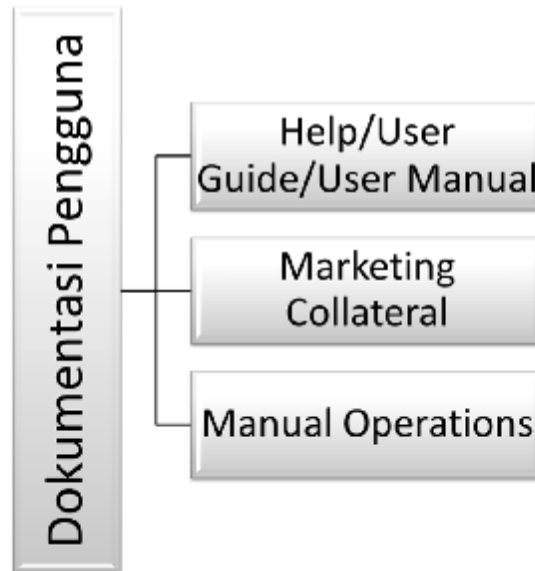 Dokumentasi Pengguna
Help/User
Guide/User Manual
Marketing
Collateral
Manual Operations